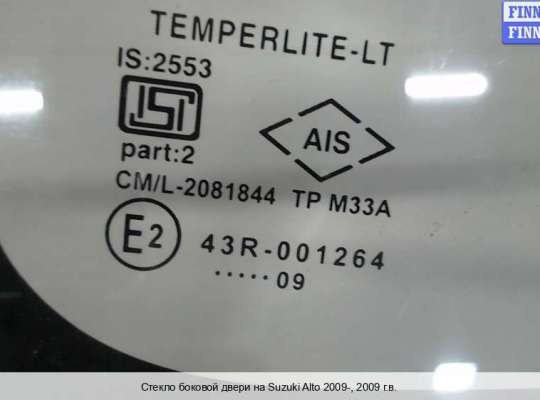 FINN
FINN
TEMPERLITE-LT
IS:2553
ISI
AIS
part:2
CM/L-2081844 TP M33A
E2
43R-001264
.....09
Стекло боковой двери на Suzuki Alto 2009-, 2009 г.в.